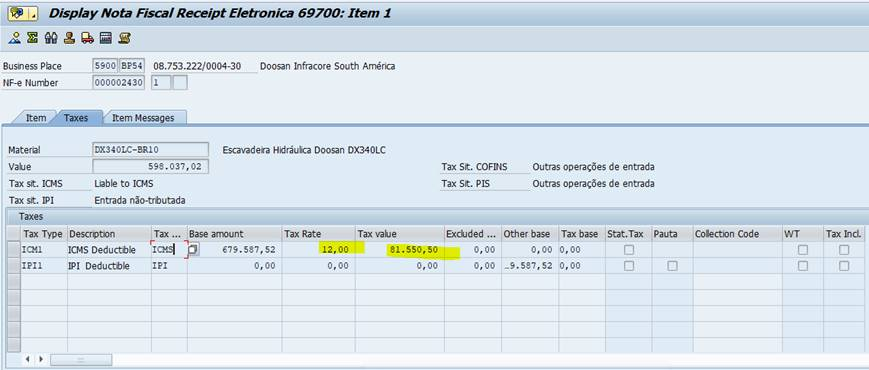 Display Nota Fiscal Receipt Eletronica 69700: Item 1
Business Place 5900 BP54 08.753.222/0004-30 Doosan Infracore South América
NF-e Number 000002430 1
Item Taxes Item Messages
Material DX340LC-BR10 Escavadeira Hidráulica Doosan DX340LC
Value 598.037,02 Tax Sit. COFINS Outras operações de entrada
Tax sit. ICMS Liable to ICMS Tax Sit. PIS Outras operações de entrada
Tax sit. IPI Entrada não-tributada
Taxes
Tax Type Description Tax ... Base amount Tax Rate Tax value Excluded ... Other base Tax base Stat.Tax Pauta Collection Code WT Tax Incl.
ICM1 ICMS Deductible ICMS 679.587,52 12,00 81.550,50 0,00 0,00 0,00
IPI1 IPI Deductible IPI 0,00 0,00 0,00 0,00 …9.587,52 0,00